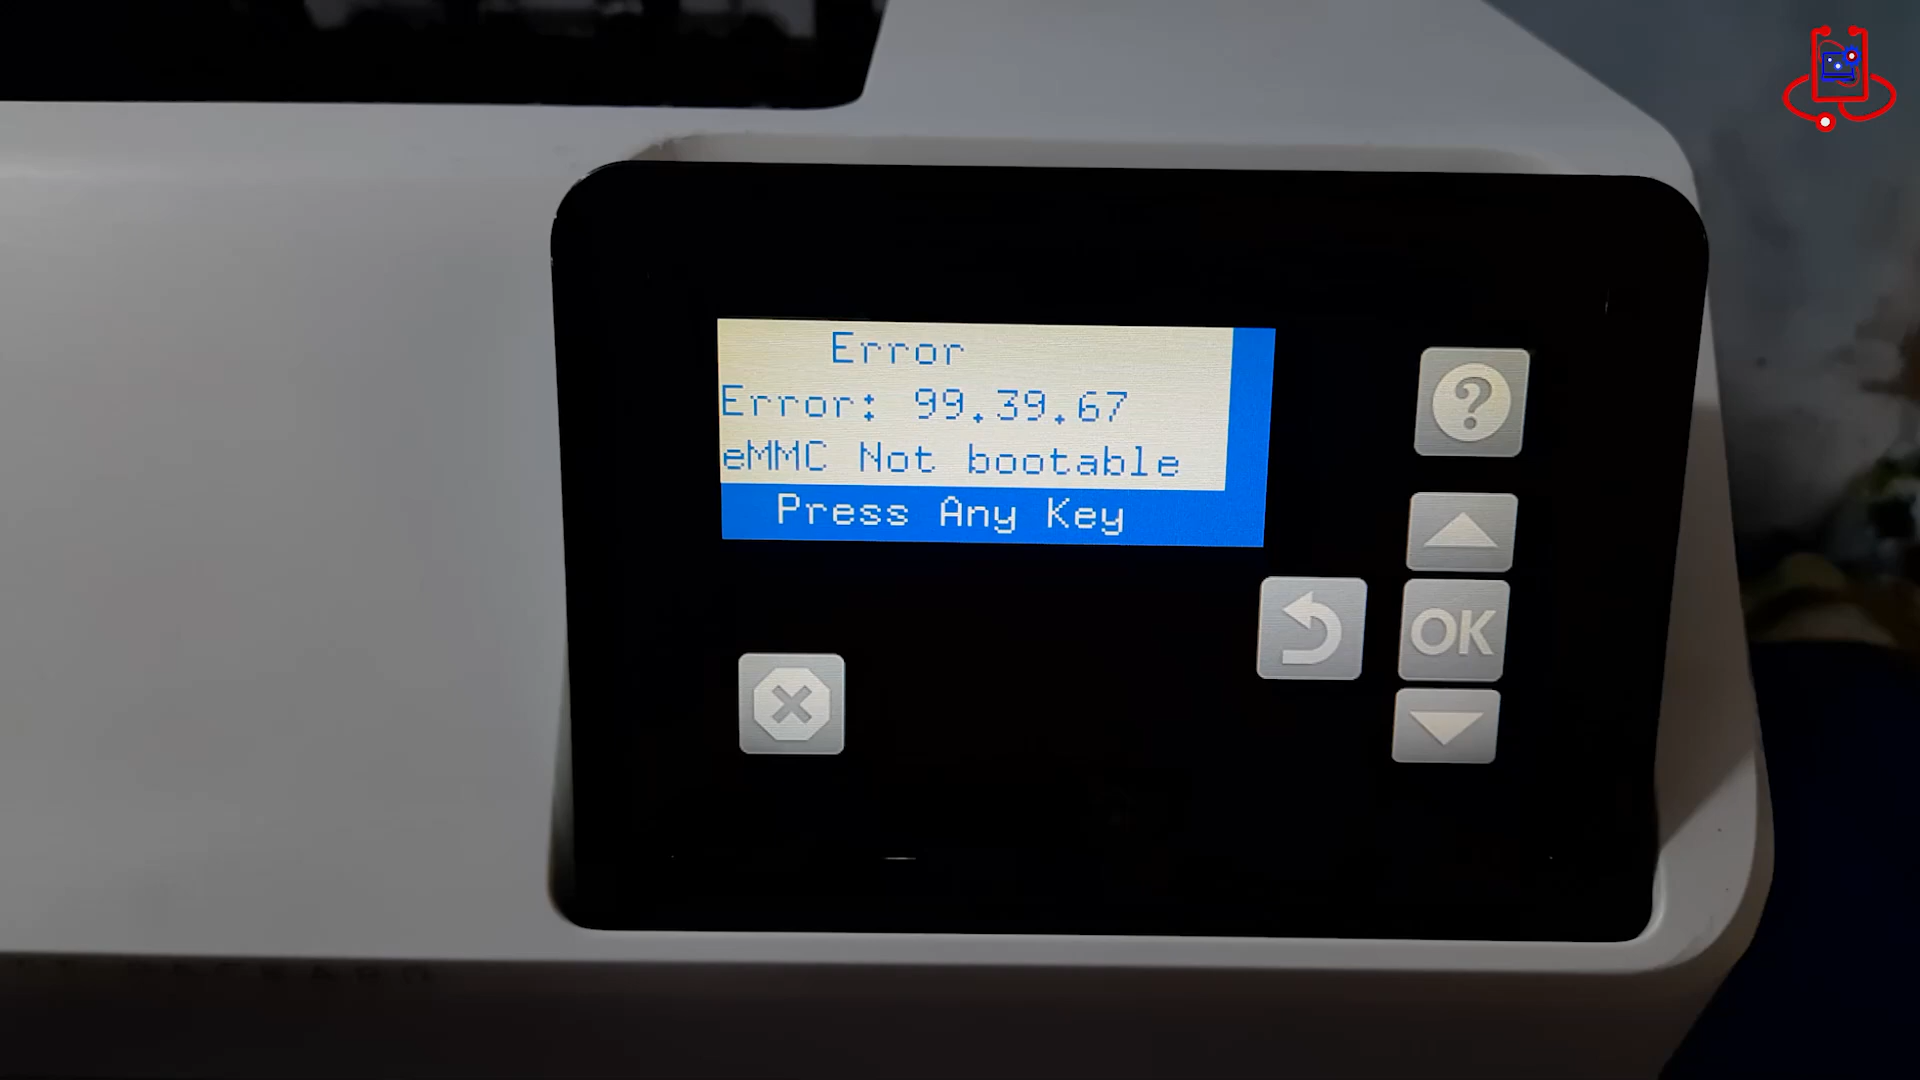 Error
Error: 99.39.67
eMMC Not bootable
Press Any Key
?
OK